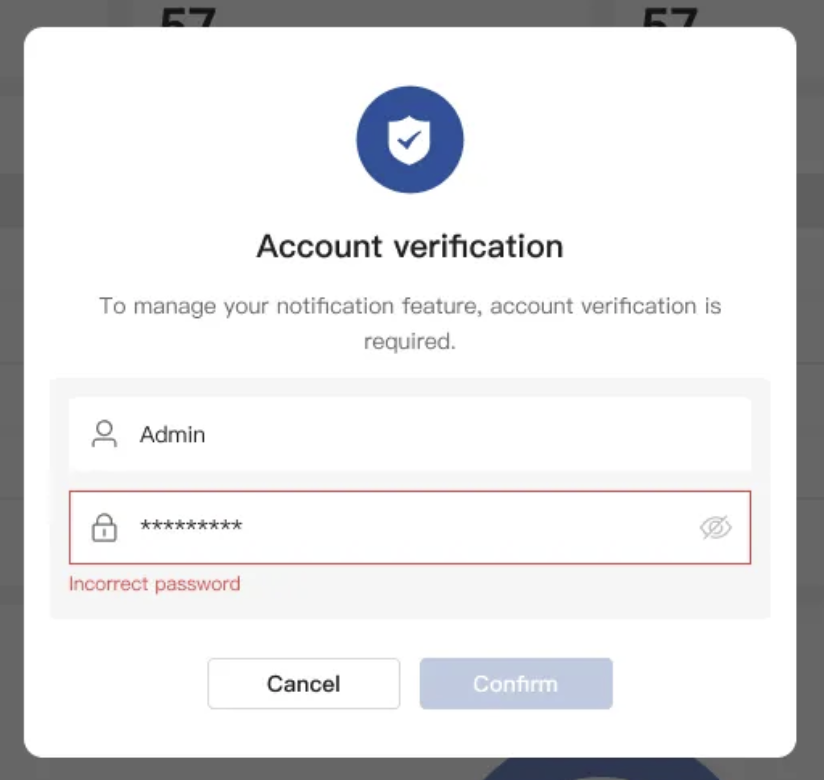 57 57
Account verification
To manage your notification feature, account verification is
required.
Admin
*********
Incorrect password
Cancel Confirm